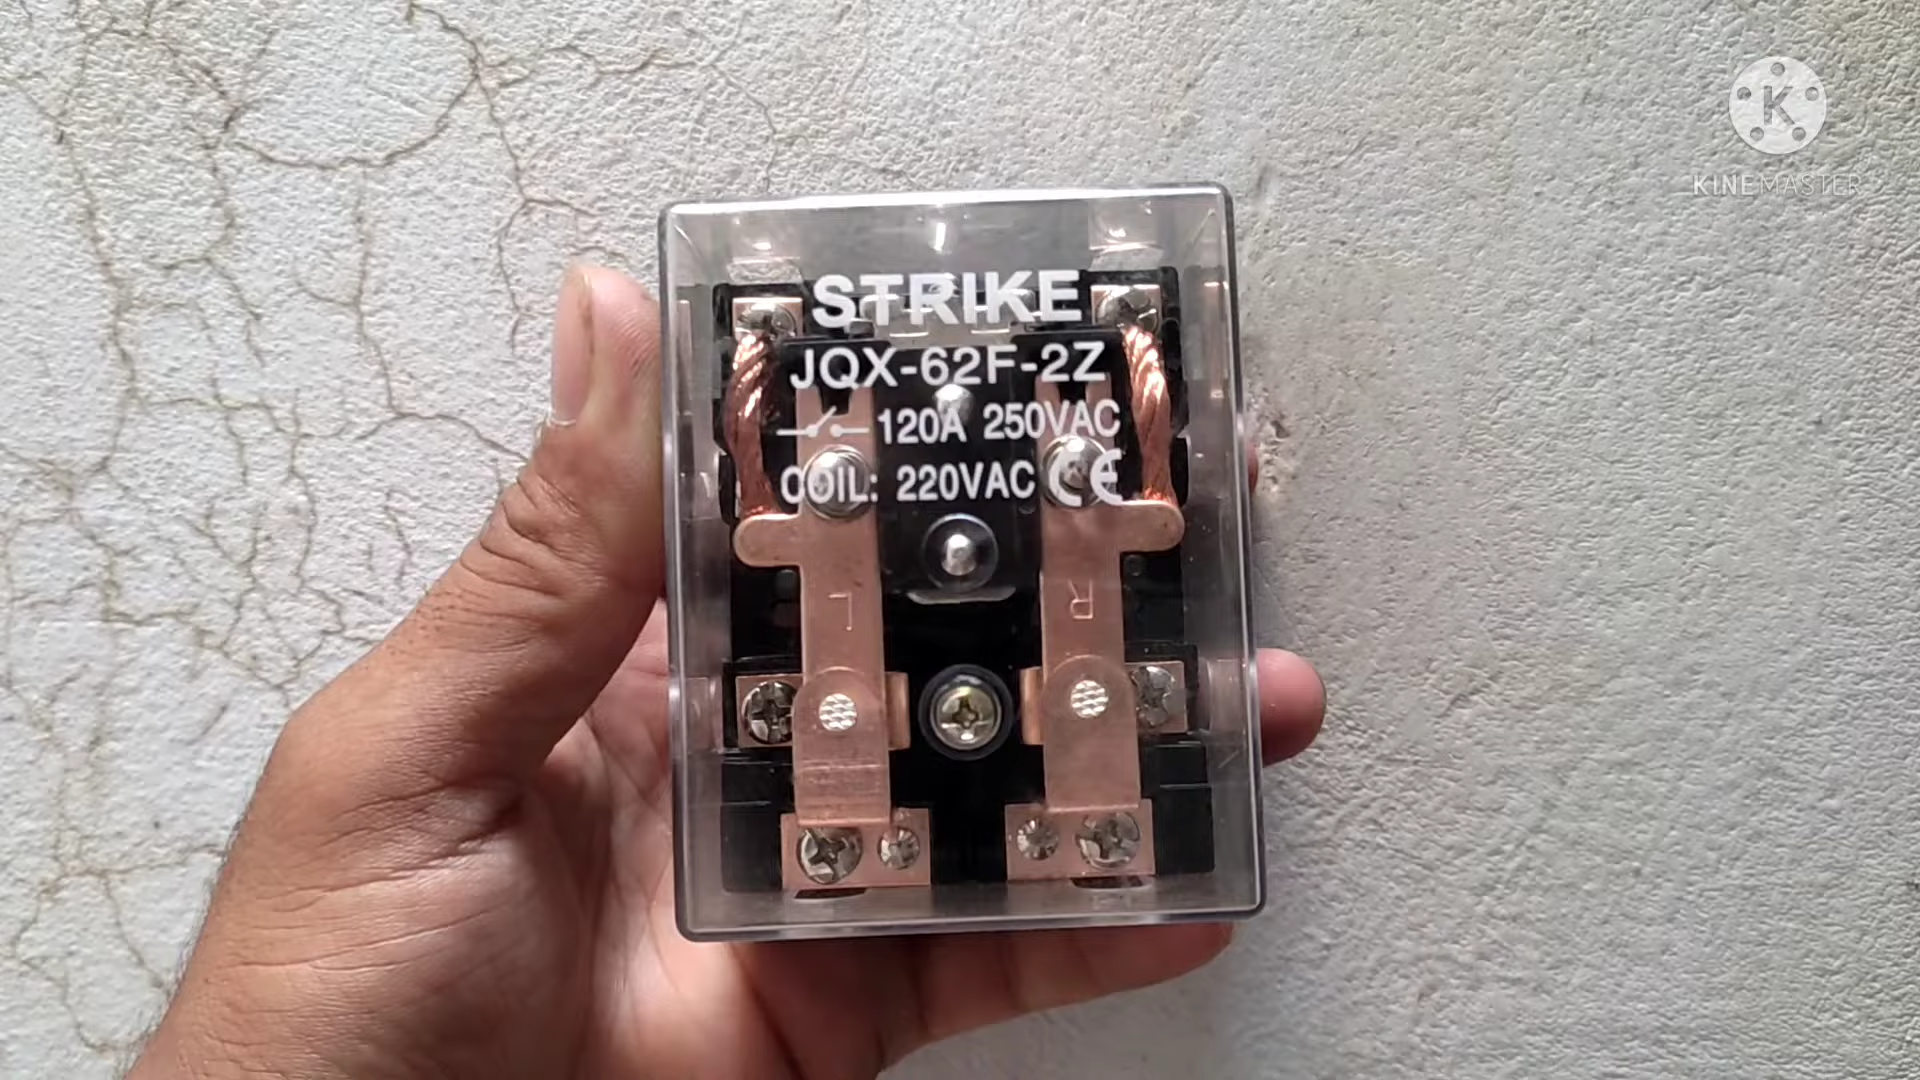 K
KINEMASTER
STRIKE
JQX-62F-2Z
120A 250VAC
COIL: 220VAC CE
L
R